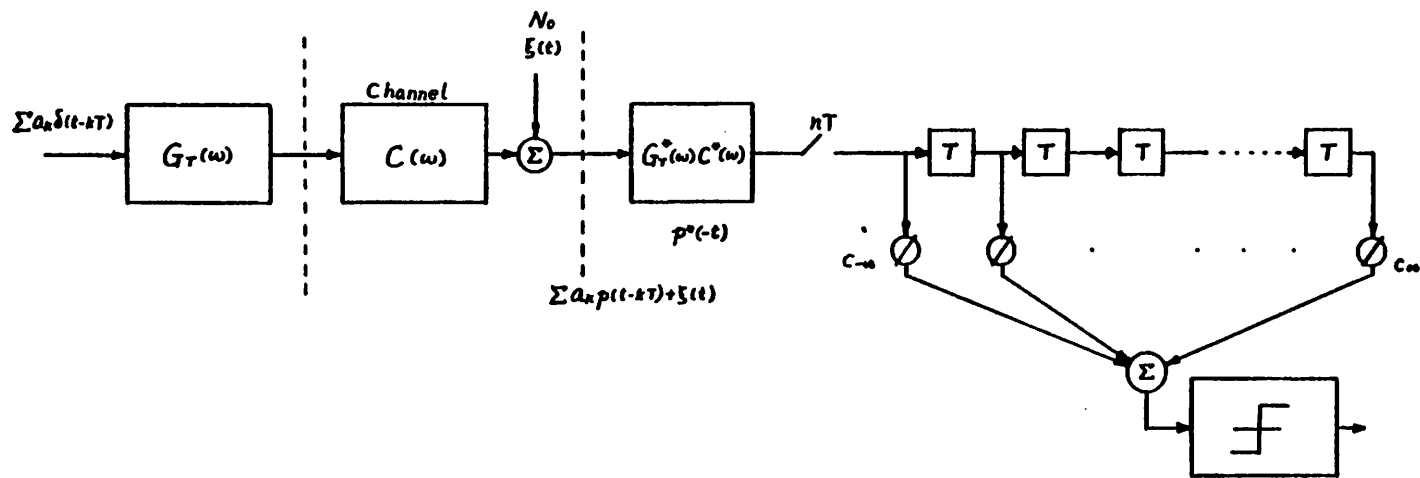 N₀
ξ(t)
Channel
Σaₖδ(t-kT)
G_T(ω)
C(ω)
Σ
G_T*(ω)C*(ω)
nT
T
T
T
T
p*(-t)
C₋∞
C∞
Σaₖp(t-kT)+ξ(t)
Σ